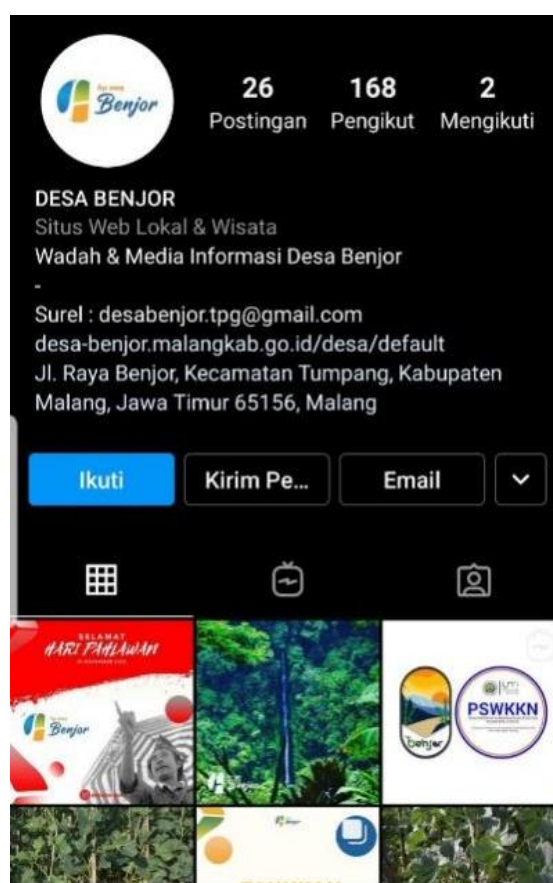 Benjor
26 168 2
Postingan Pengikut Mengikuti
DESA BENJOR
Situs Web Lokal & Wisata
Wadah & Media Informasi Desa Benjor
-
Surel : desabenjor.tpg@gmail.com
desa-benjor.malangkab.go.id/desa/default
Jl. Raya Benjor, Kecamatan Tumpang, Kabupaten
Malang, Jawa Timur 65156, Malang
Ikuti Kirim Pe... Email
SELAMAT
HARI PAHLAWAN
Benjor
Benjor
benjor
PSWKKN